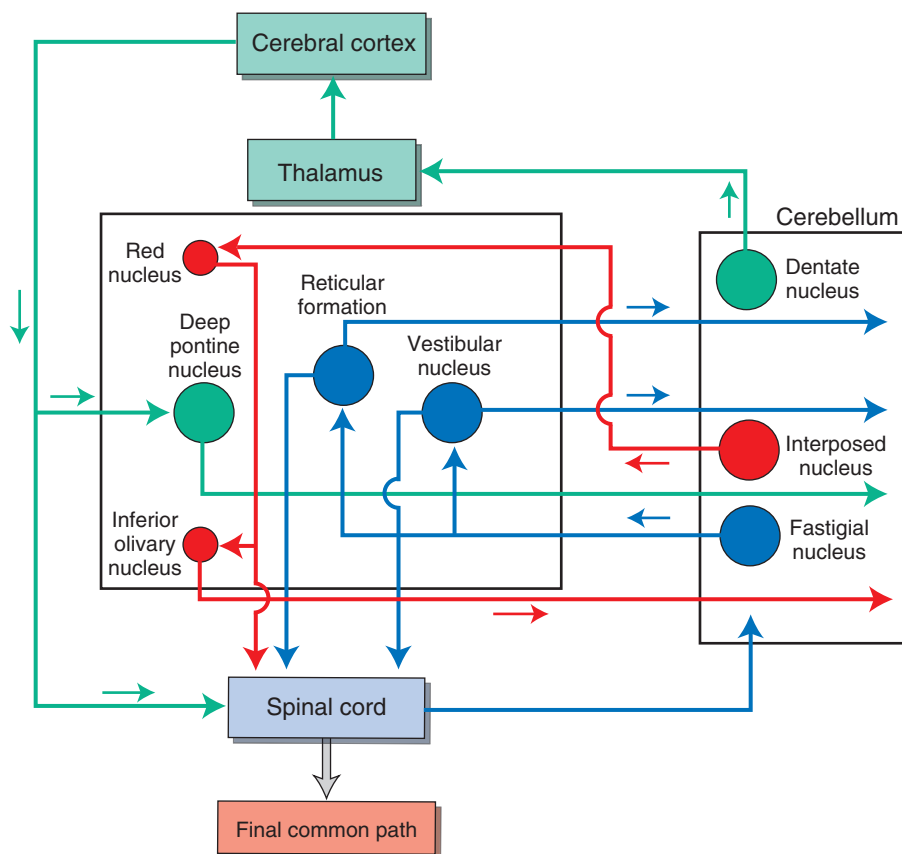 Cerebral cortex
Thalamus
Cerebellum
Red
nucleus
Reticular
formation
Dentate
nucleus
Deep
pontine
nucleus
Vestibular
nucleus
Interposed
nucleus
Inferior
olivary
nucleus
Fastigial
nucleus
Spinal cord
Final common path